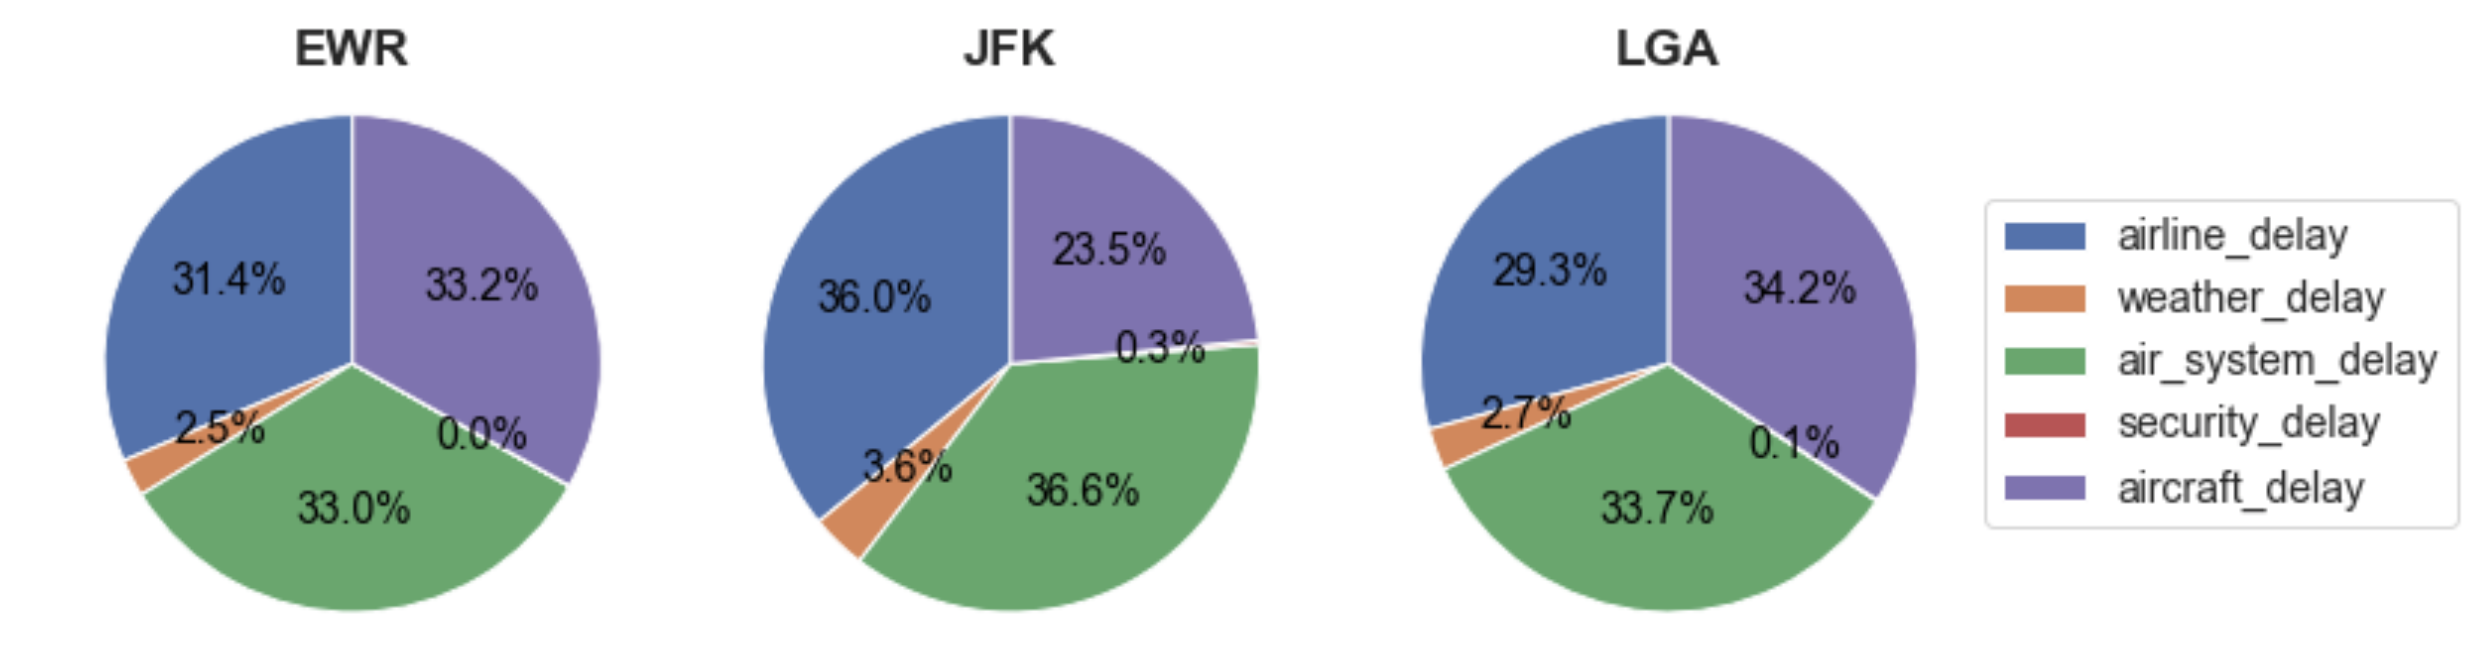 EWR
31.4%
33.2%
2.5%
0.0%
33.0%
JFK
23.5%
36.0%
0.3%
3.6%
36.6%
LGA
29.3%
34.2%
2.7%
0.1%
33.7%
airline_delay
weather_delay
air_system_delay
security_delay
aircraft_delay